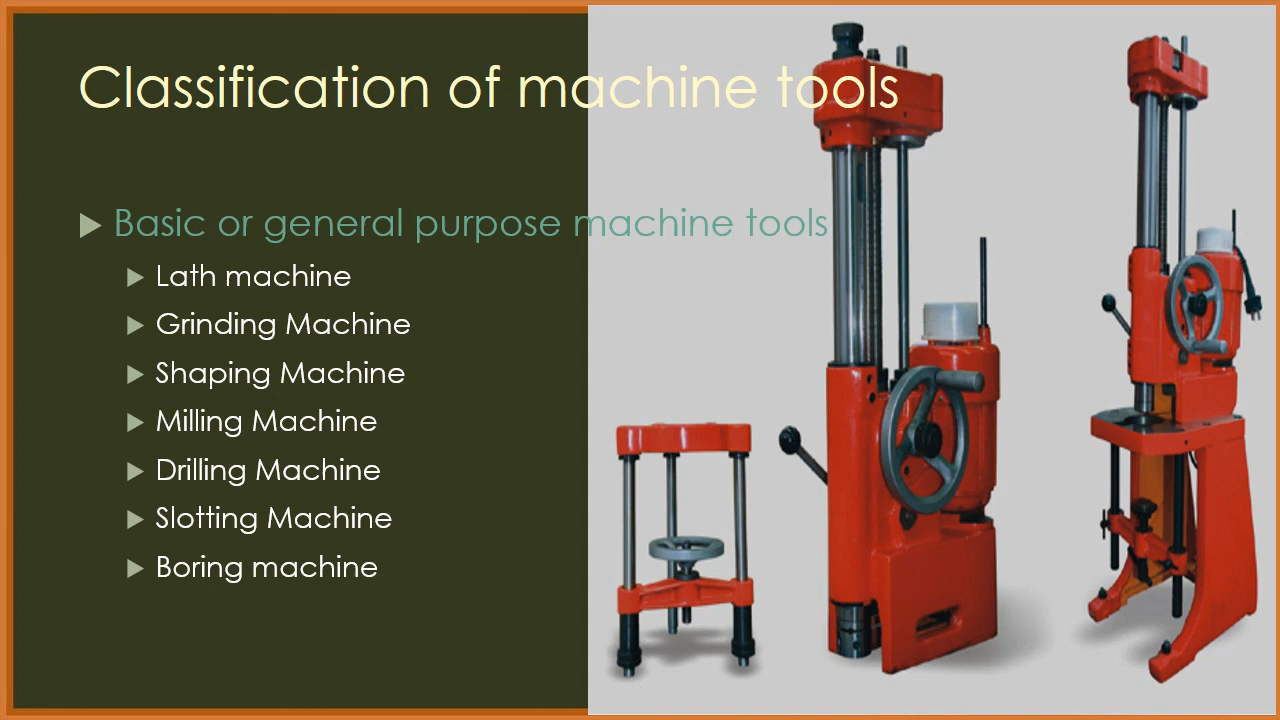 Classification of machine tools
Basic or general purpose machine tools
Lath machine
Grinding Machine
Shaping Machine
Milling Machine
Drilling Machine
Slotting Machine
Boring machine